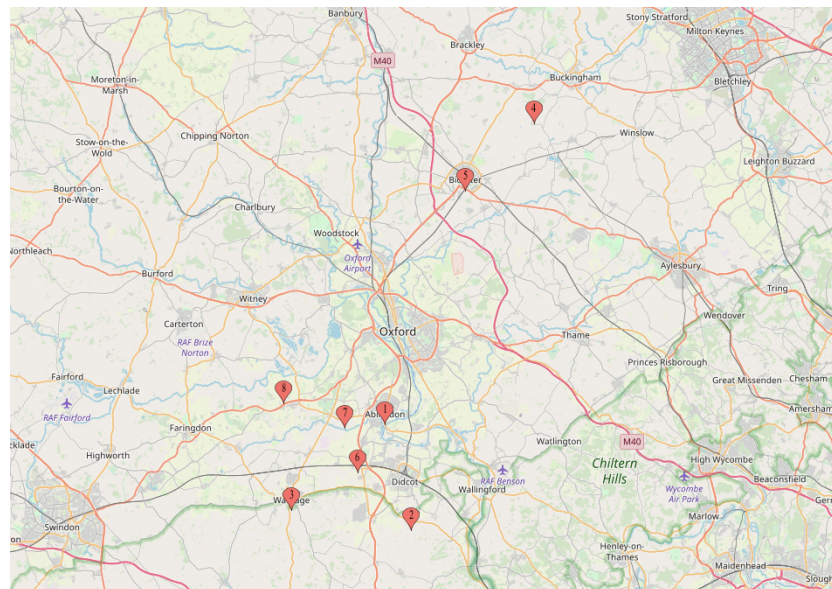 Banbury
Brackley
Stony Stratford
Milton Keynes
M40
Buckingham
Bletchley
Moreton-in-
Marsh
4
Chipping Norton
Winslow
Stow-on-the-
Wold
Leighton Buzzard
5
Bourton-on-
the-Water
Charlbury
Woodstock
Oxford
Airport
Northleach
Burford
Aylesbury
Tring
Witney
Wendover
Carterton
Oxford
Thame
RAF Brize
Norton
Princes Risborough
Fairford
Lechlade
8
Great Missenden
Chesham
RAF Fairford
7
1
Amersham
Faringdon
Watlington
M40
Highworth
6
Chiltern
Hills
High Wycombe
Beaconsfield
Didcot
RAF Benson
Wallingford
Wycombe
Air Park
3
2
Marlow
Swindon
Henley-on-
Thames
Maidenhead